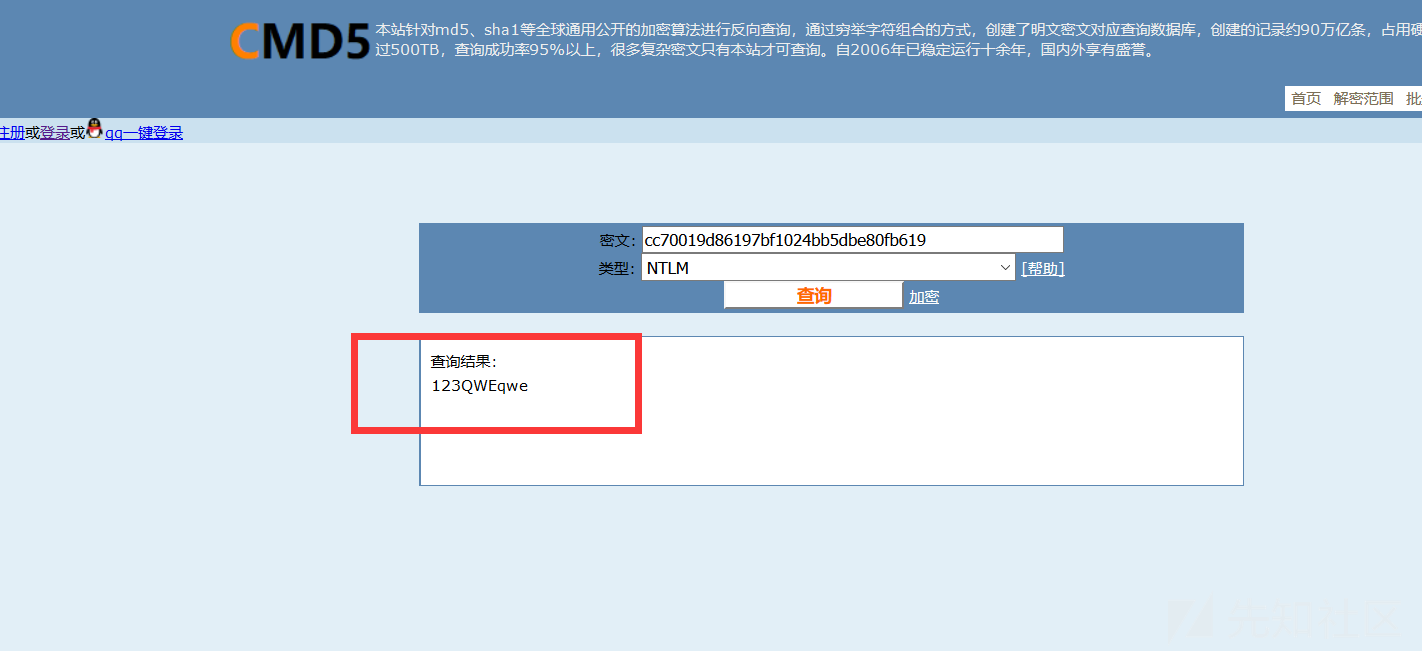 CMD5
本站针对md5、sha1等全球通用公开的加密算法进行反向查询，通过穷举字符组合的方式，创建了明文密文对应查询数据库，创建的记录约90万亿条，占用硬
过500TB，查询成功率95%以上，很多复杂密文只有本站才可查询。自2006年已稳定运行十余年，国内外享有盛誉。
首页 解密范围 批
注册或登录或qq一键登录
密文：cc70019d86197bf1024bb5dbe80fb619
类型：NTLM [帮助]
查询 加密
查询结果：
123QWEqwe